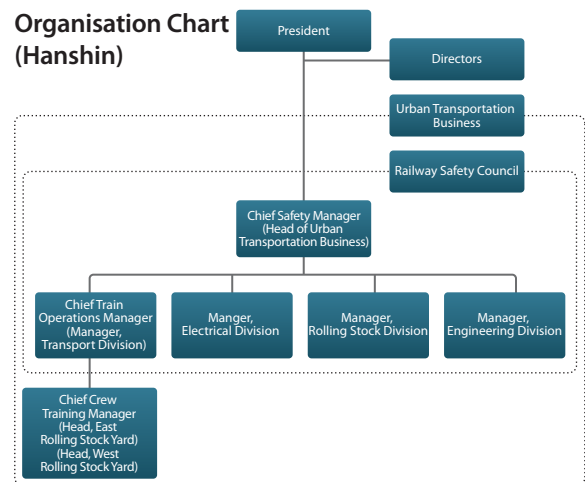 Organisation Chart
(Hanshin)
President
Directors
Urban Transportation
Business
Railway Safety Council
Chief Safety Manager
(Head of Urban
Transportation Business)
Chief Train
Operations Manager
(Manager,
Transport Division)
Manger,
Electrical Division
Manager,
Rolling Stock Division
Manager,
Engineering Division
Chief Crew
Training Manager
(Head, East
Rolling Stock Yard)
(Head, West
Rolling Stock Yard)